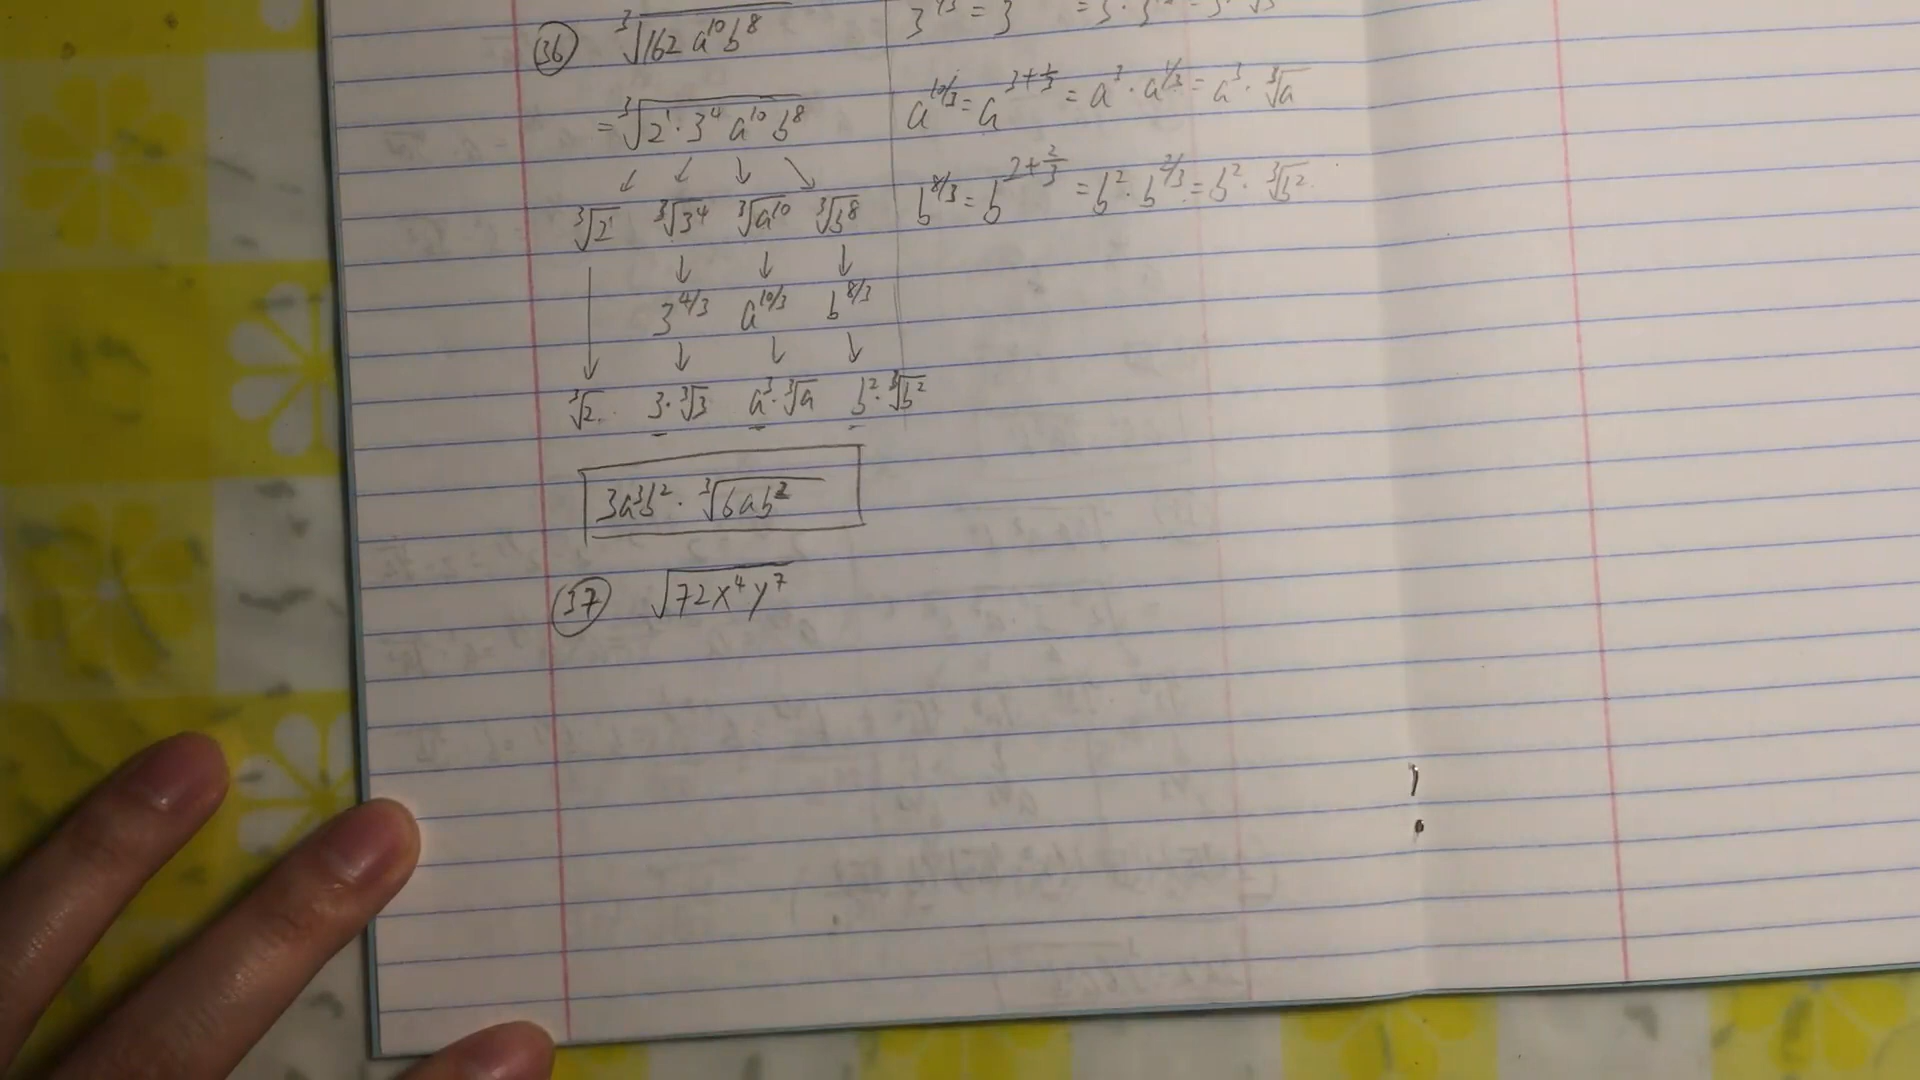 36 ∛162 a¹⁰b⁸
= ∛2¹ · 3⁴ a¹⁰ b⁸
↙ ↙ ↓ ↘
∛2¹ ∛3⁴ ∛a¹⁰ ∛b⁸
↓ ↓ ↓
3^4/3 a^10/3 b^8/3
↓ ↓ ↓ ↓
∛2 · 3 · ∛3 a³ · ∛a b² · ∛b²
3a³b² · ∛6ab²
37 √72x⁴y⁷
a^10/3 = a^3+1/3 = a³ · a^1/3 = a³ · ∛a
b^8/3 = b^2+2/3 = b² · b^2/3 = b² · ∛b²